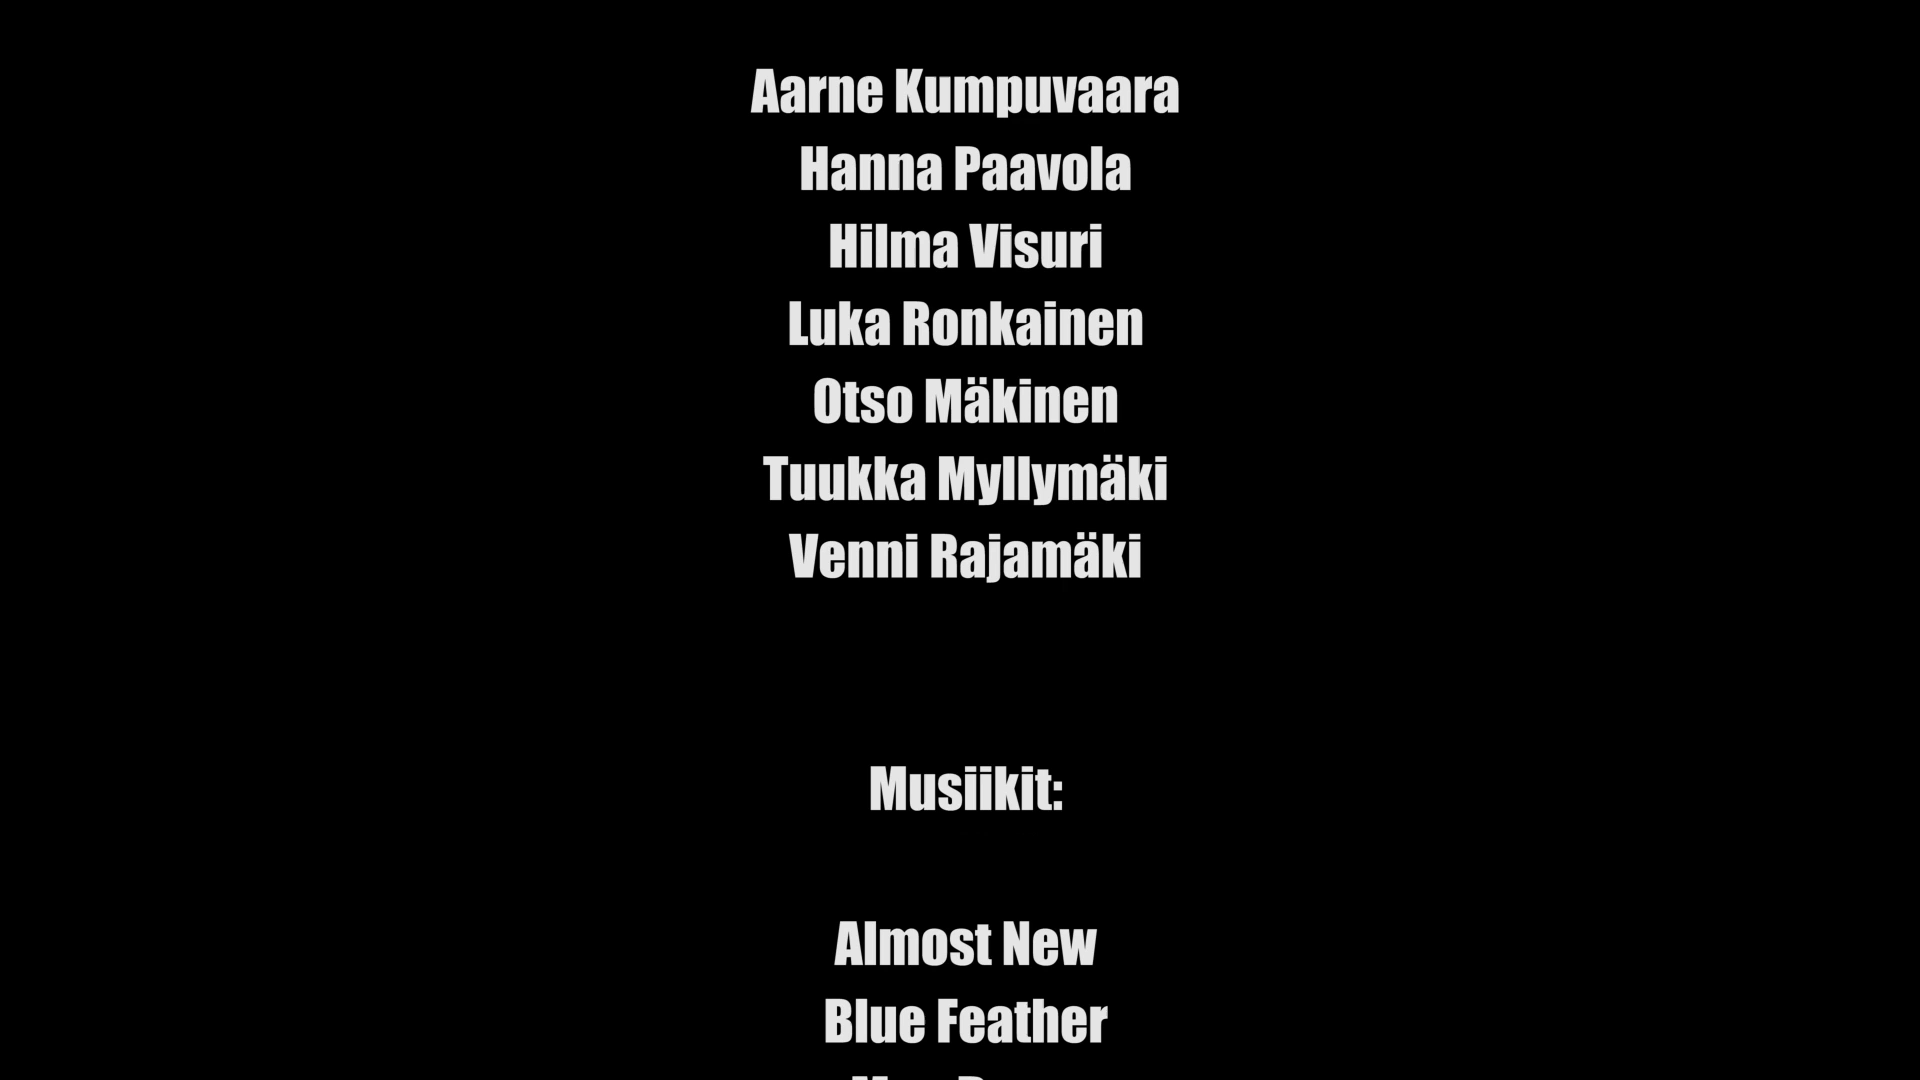 Aarne Kumpuvaara
Hanna Paavola
Hilma Visuri
Luka Ronkainen
Otso Mäkinen
Tuukka Myllymäki
Venni Rajamäki
Musiikit:
Almost New
Blue Feather